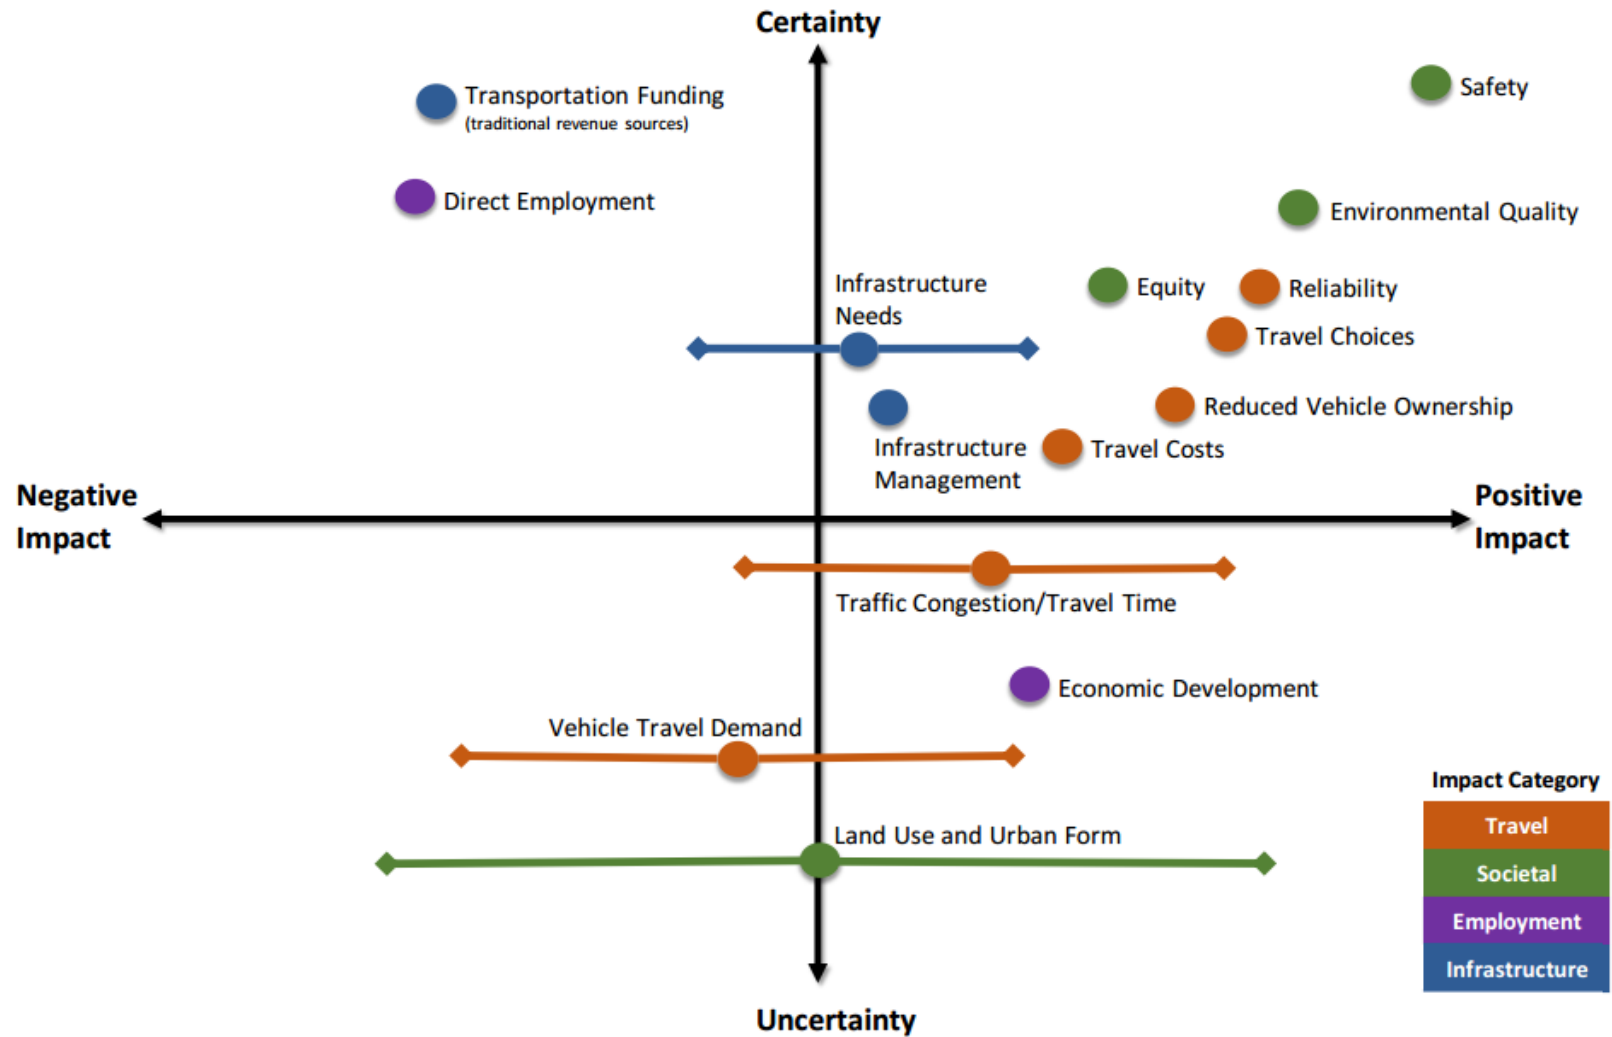 Certainty
Transportation Funding
(traditional revenue sources)
Safety
Direct Employment
Environmental Quality
Infrastructure
Needs
Equity
Reliability
Travel Choices
Reduced Vehicle Ownership
Infrastructure
Management
Travel Costs
Negative
Impact
Positive
Impact
Traffic Congestion/Travel Time
Economic Development
Vehicle Travel Demand
Land Use and Urban Form
Impact Category
Travel
Societal
Employment
Infrastructure
Uncertainty